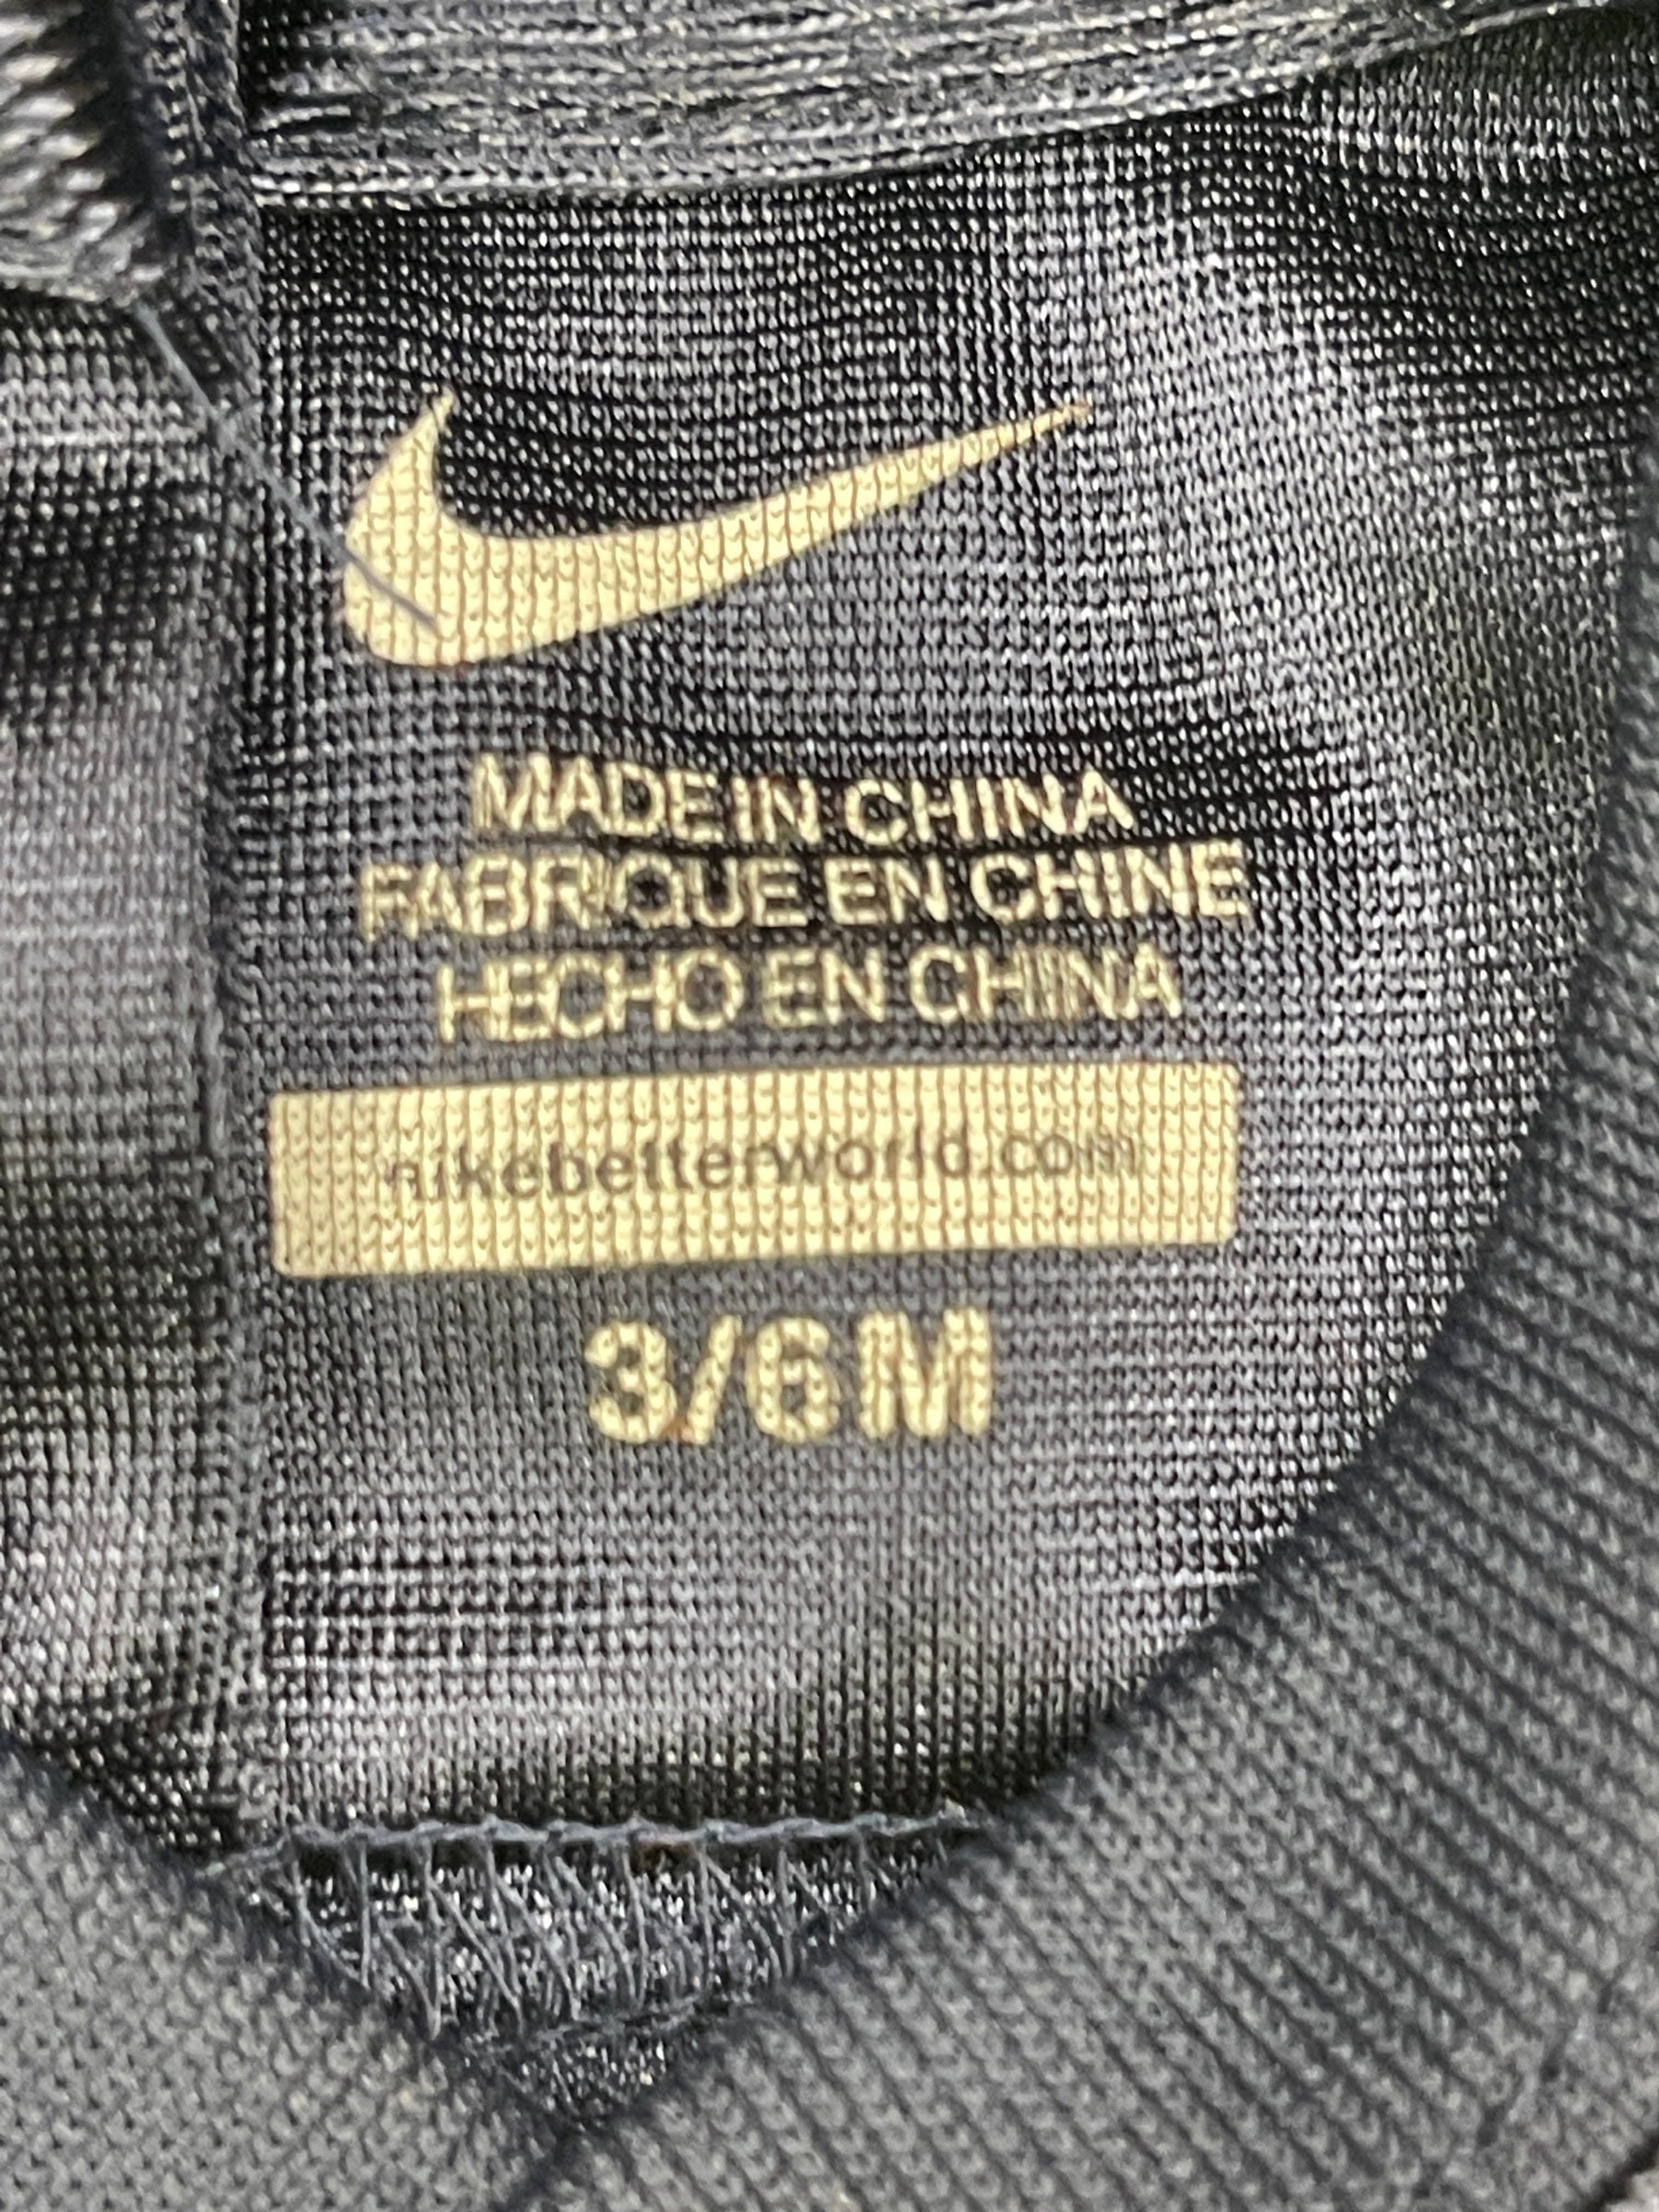 MADE IN CHINA
FABRIQUE EN CHINE
HECHO EN CHINA
nikebetterworld.com
3/6M